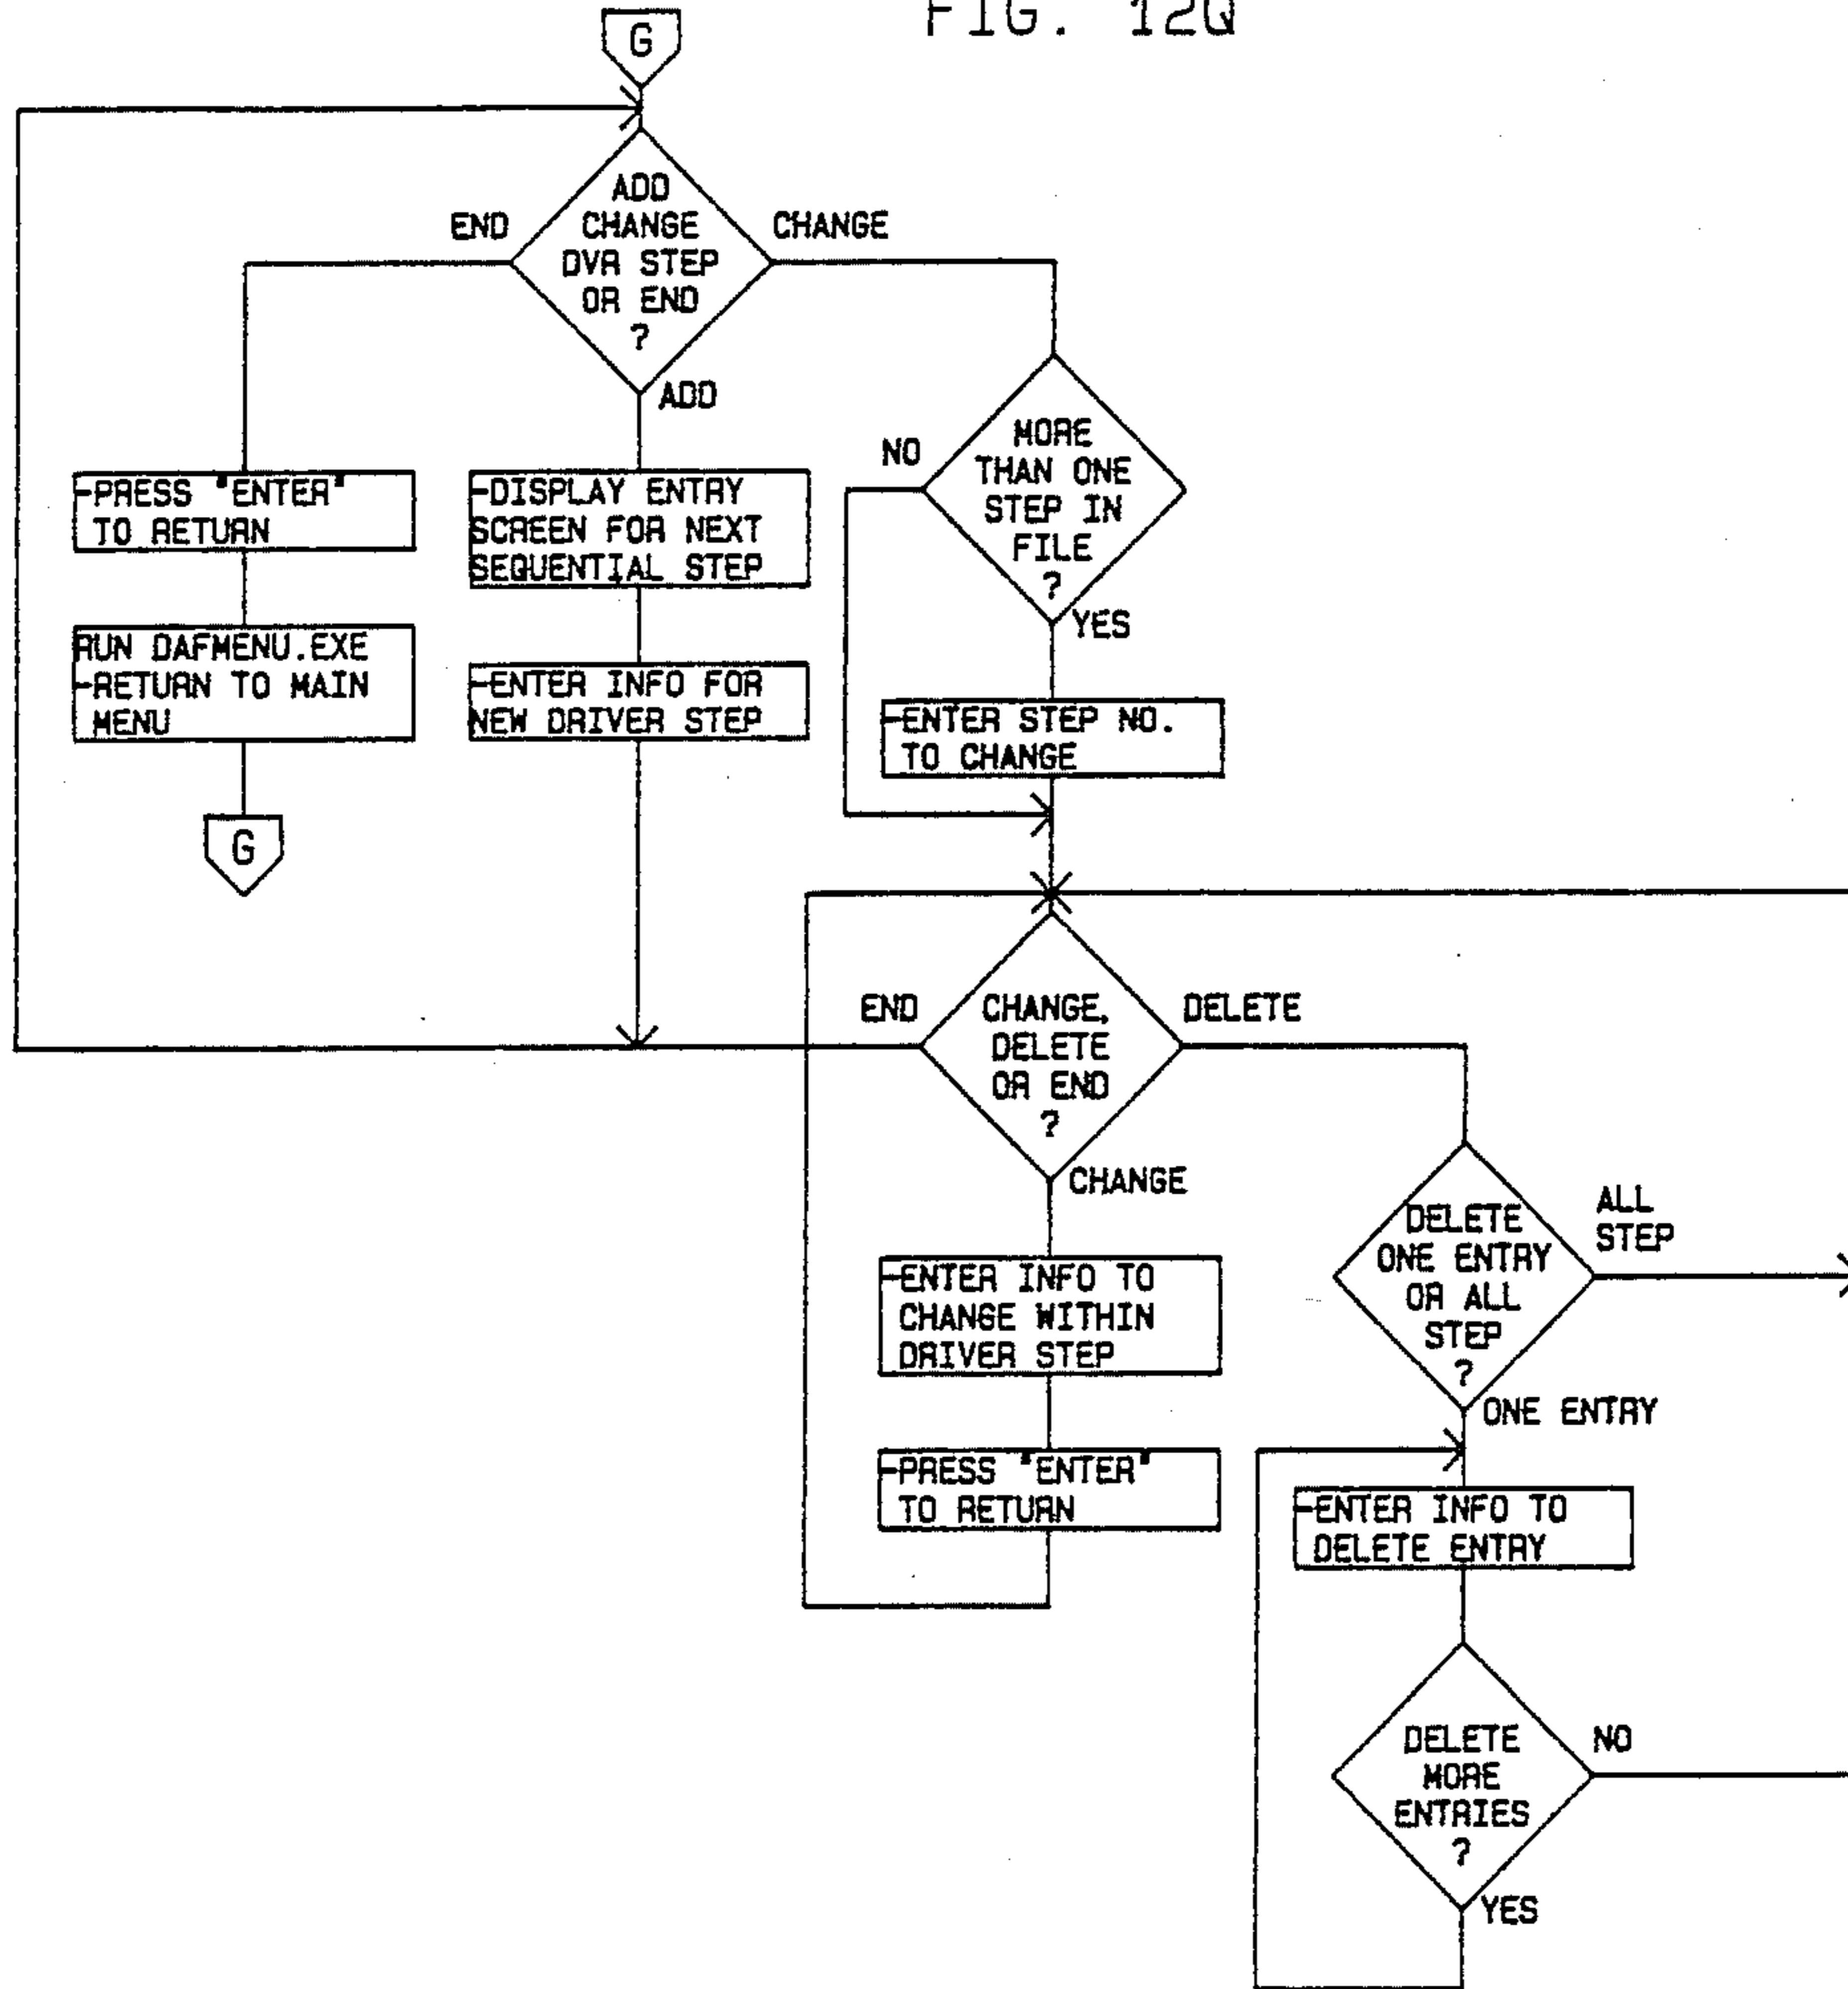 FIG. 12Q
G
ADD
CHANGE
DVR STEP
OR END
?
END
CHANGE
ADD
-PRESS "ENTER"
TO RETURN
RUN DAFMENU.EXE
-RETURN TO MAIN
MENU
G
-DISPLAY ENTRY
SCREEN FOR NEXT
SEQUENTIAL STEP
-ENTER INFO FOR
NEW DRIVER STEP
MORE
THAN ONE
STEP IN
FILE
?
NO
YES
-ENTER STEP NO.
TO CHANGE
CHANGE,
DELETE
OR END
?
END
DELETE
CHANGE
-ENTER INFO TO
CHANGE WITHIN
DRIVER STEP
-PRESS "ENTER"
TO RETURN
DELETE
ONE ENTRY
OR ALL
STEP
?
ALL
STEP
ONE ENTRY
-ENTER INFO TO
DELETE ENTRY
DELETE
MORE
ENTRIES
?
NO
YES